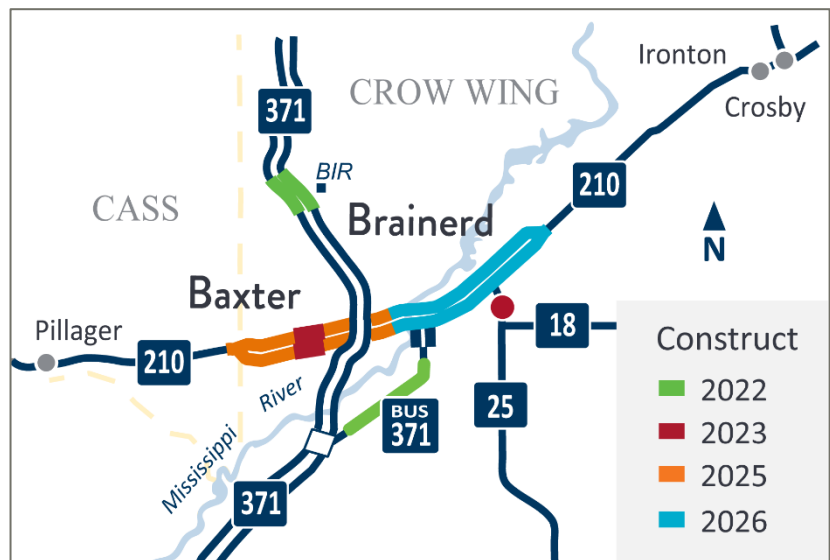 Ironton
Crosby
371
CROW WING
BIR
210
CASS
Brainerd
N
Baxter
Pillager
210
18
River
BUS
371
25
Mississippi
371
Construct
2022
2023
2025
2026